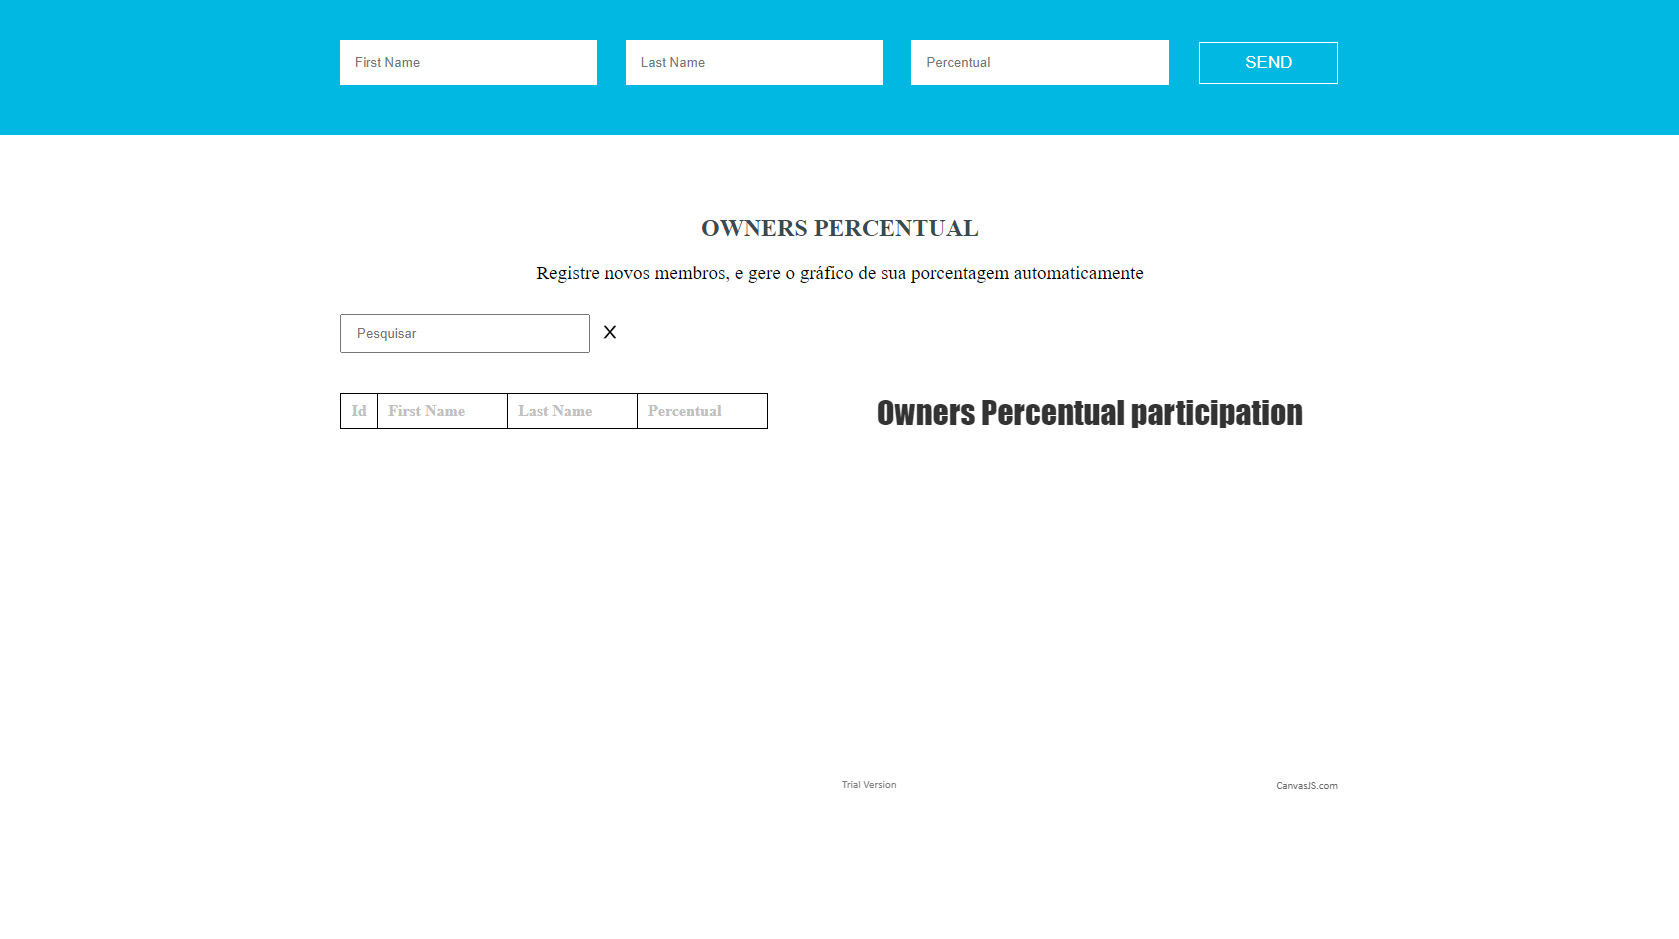 First Name Last Name Percentual SEND
OWNERS PERCENTUAL
Registre novos membros, e gere o gráfico de sua porcentagem automaticamente
Pesquisar X
Id First Name Last Name Percentual
Owners Percentual participation
Trial Version
CanvasJS.com